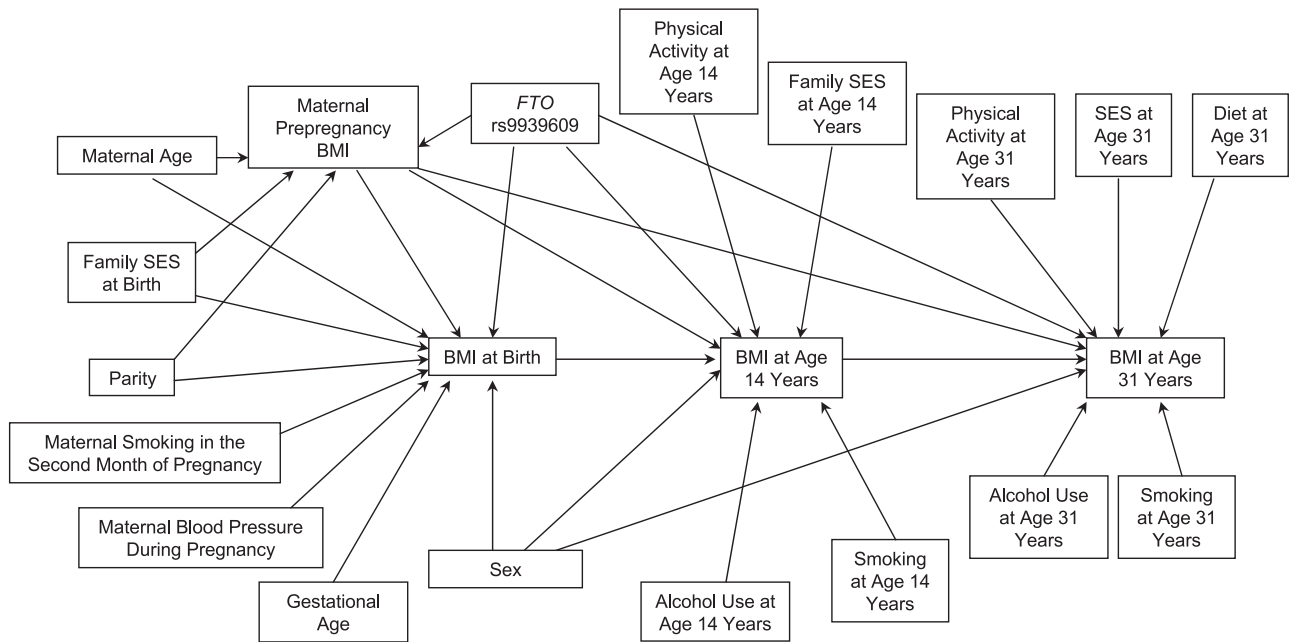 Physical
Activity at
Age 14
Years
Family SES
at Age 14
Years
Maternal
Prepregnancy
BMI
FTO
rs9939609
Physical
Activity at
Age 31
Years
SES at
Age 31
Years
Diet at
Age 31
Years
Maternal Age
Family SES
at Birth
Parity
BMI at Birth
BMI at Age
14 Years
BMI at Age
31 Years
Maternal Smoking in the
Second Month of Pregnancy
Maternal Blood Pressure
During Pregnancy
Gestational
Age
Sex
Alcohol Use at
Age 14 Years
Smoking
at Age 14
Years
Alcohol Use
at Age 31
Years
Smoking
at Age 31
Years